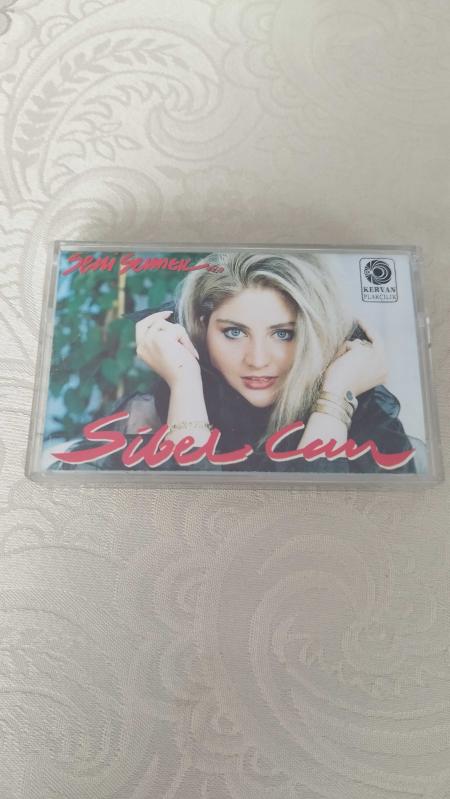 Seni Sevmek
KERVAN
PLAKÇILIK
Sibel Can